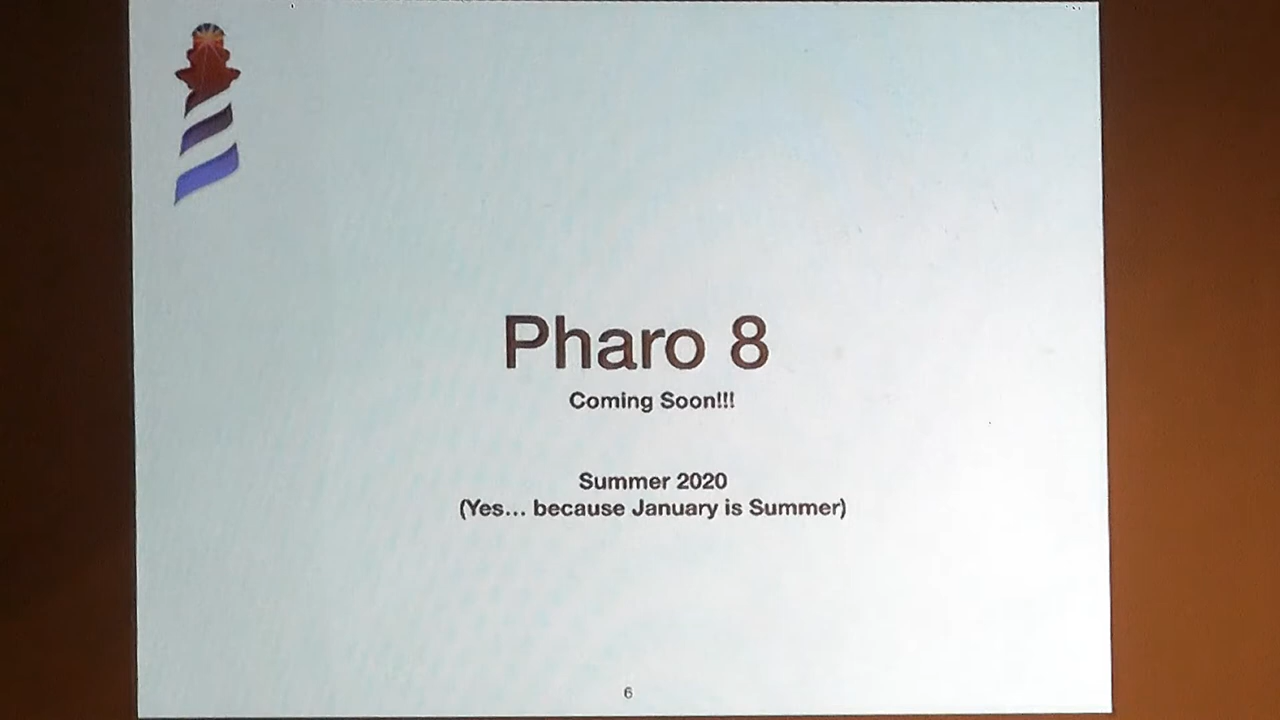 Pharo 8
Coming Soon!!!
Summer 2020
(Yes... because January is Summer)
6